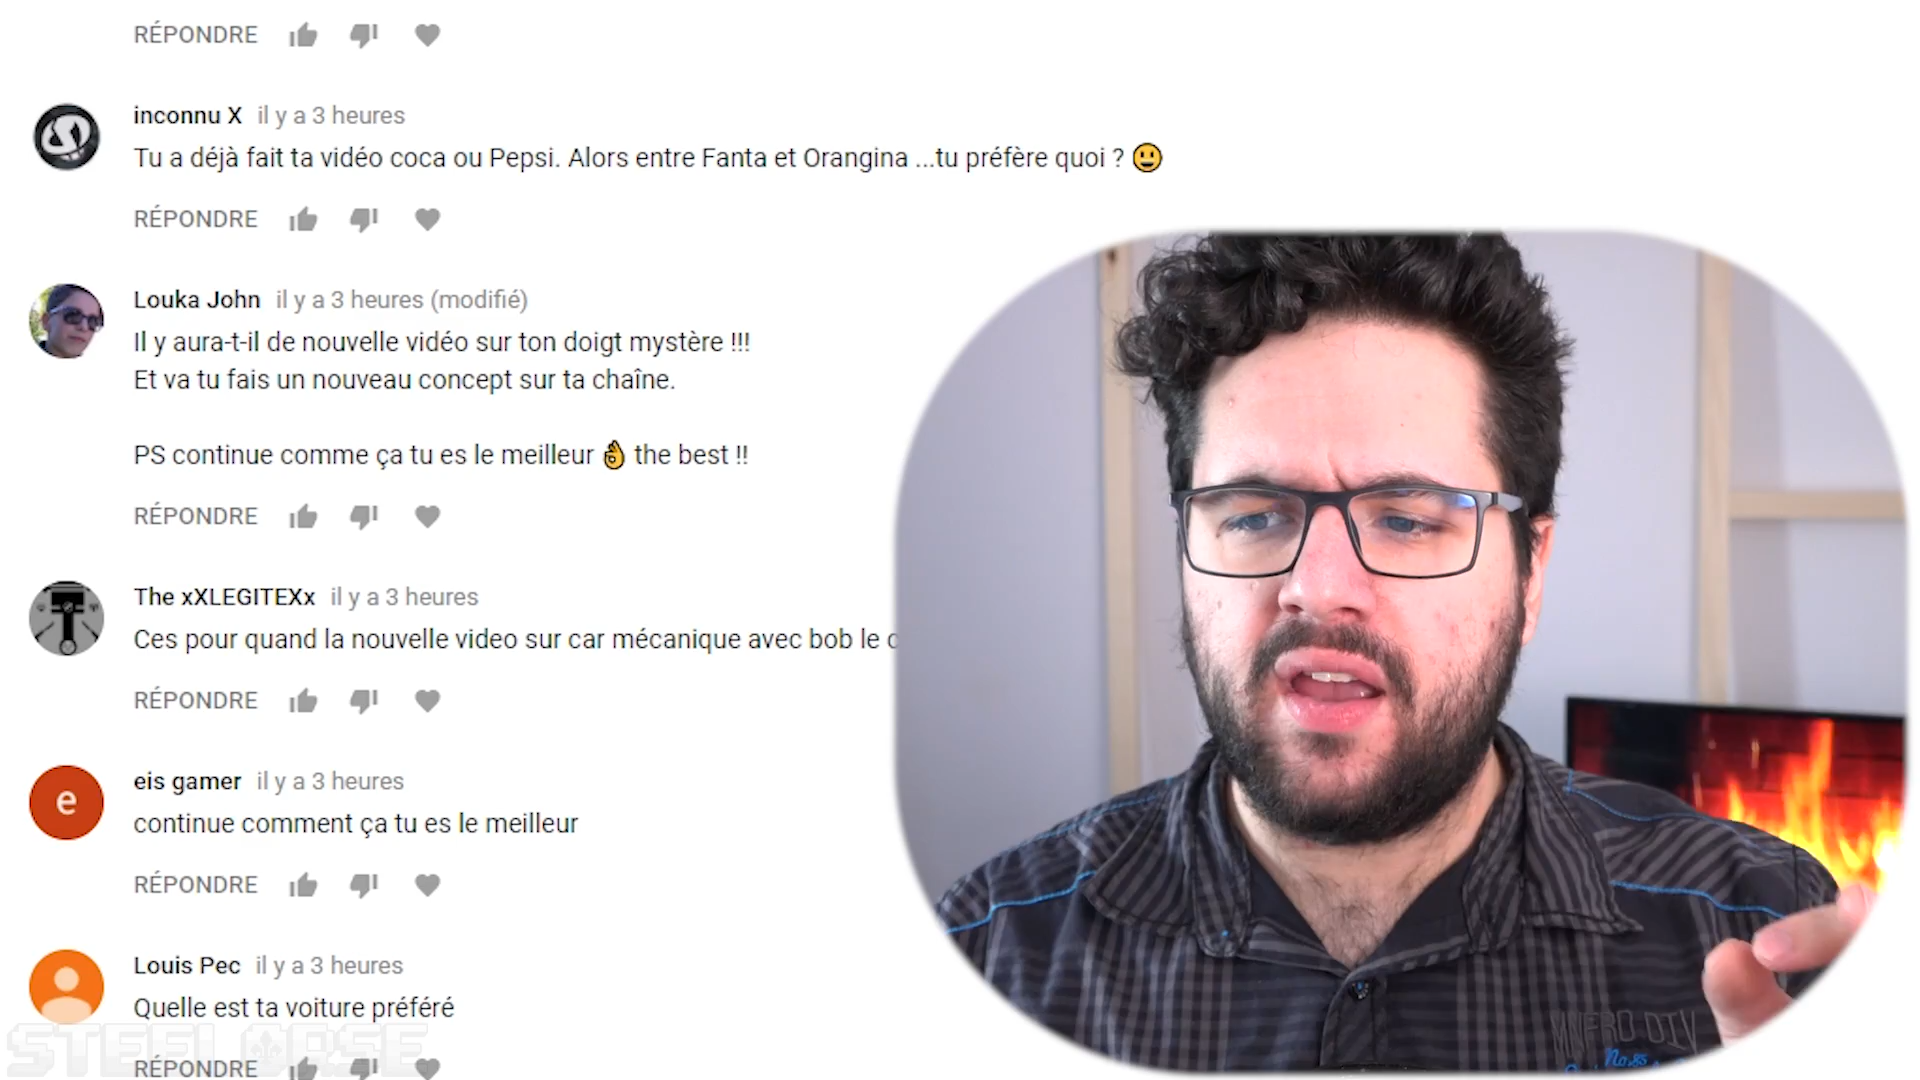 RÉPONDRE
inconnu X il y a 3 heures
Tu a déjà fait ta vidéo coca ou Pepsi. Alors entre Fanta et Orangina ...tu préfère quoi ? 😃
RÉPONDRE
Louka John il y a 3 heures (modifié)
Il y aura-t-il de nouvelle vidéo sur ton doigt mystère !!!
Et va tu fais un nouveau concept sur ta chaîne.
PS continue comme ça tu es le meilleur 👌 the best !!
RÉPONDRE
The xXLEGITEXx il y a 3 heures
Ces pour quand la nouvelle video sur car mécanique avec bob le
RÉPONDRE
e
eis gamer il y a 3 heures
continue comment ça tu es le meilleur
RÉPONDRE
Louis Pec il y a 3 heures
Quelle est ta voiture préféré
RÉPONDRE
No.85